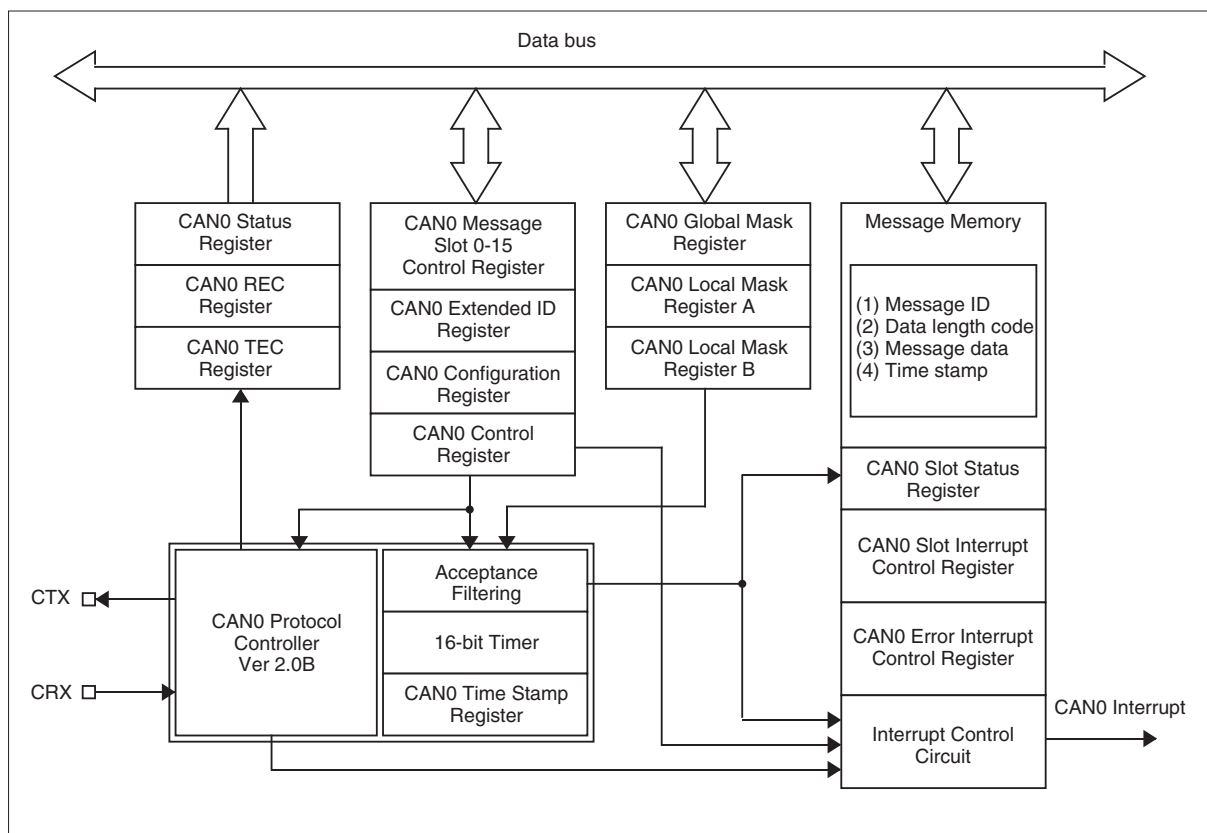 Data bus
CAN0 Status
Register
CAN0 REC
Register
CAN0 TEC
Register
CAN0 Message
Slot 0-15
Control Register
CAN0 Extended ID
Register
CAN0 Configuration
Register
CAN0 Control
Register
CAN0 Global Mask
Register
CAN0 Local Mask
Register A
CAN0 Local Mask
Register B
Message Memory
(1) Message ID
(2) Data length code
(3) Message data
(4) Time stamp
CAN0 Slot Status
Register
CAN0 Slot Interrupt
Control Register
CAN0 Error Interrupt
Control Register
Interrupt Control
Circuit
CAN0 Interrupt
CTX
CRX
CAN0 Protocol
Controller
Ver 2.0B
Acceptance
Filtering
16-bit Timer
CAN0 Time Stamp
Register